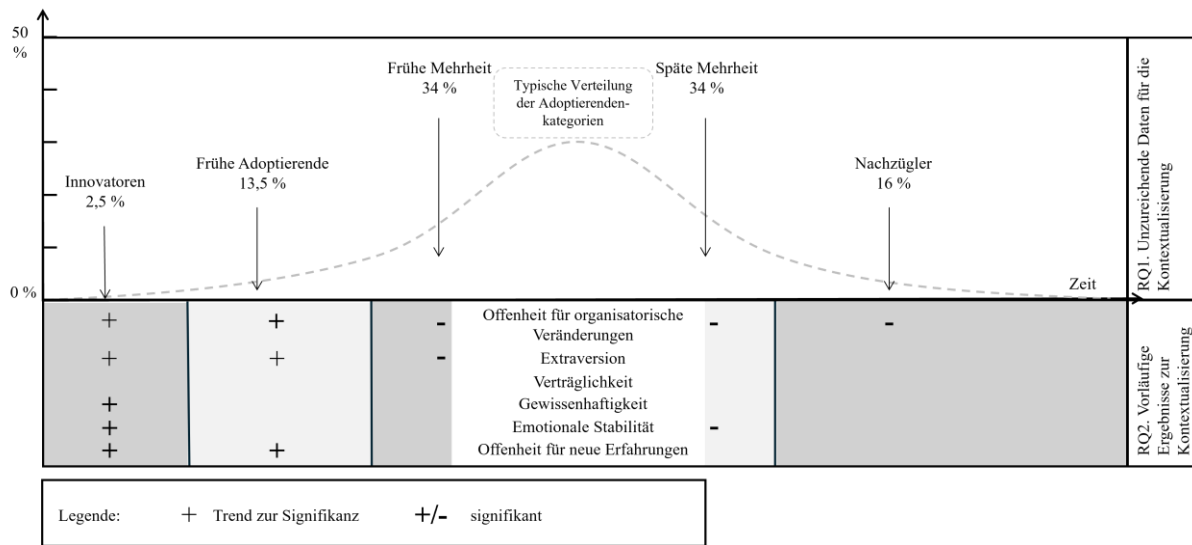 50
%
Frühe Mehrheit
34 %
Typische Verteilung
der Adoptierenden-
kategorien
Späte Mehrheit
34 %
Frühe Adoptierende
13,5 %
Innovatoren
2,5 %
Nachzügler
16 %
0 %
Zeit
RQ1. Unzureichende Daten für die
Kontextualisierung
+ + - Offenheit für organisatorische - -
Veränderungen
+ + - Extraversion
Verträglichkeit
+ Gewissenhaftigkeit
+ Emotionale Stabilität -
+ + Offenheit für neue Erfahrungen
RQ2. Vorläufige
Ergebnisse zur
Kontextualisierung
Legende: + Trend zur Signifikanz +/- signifikant